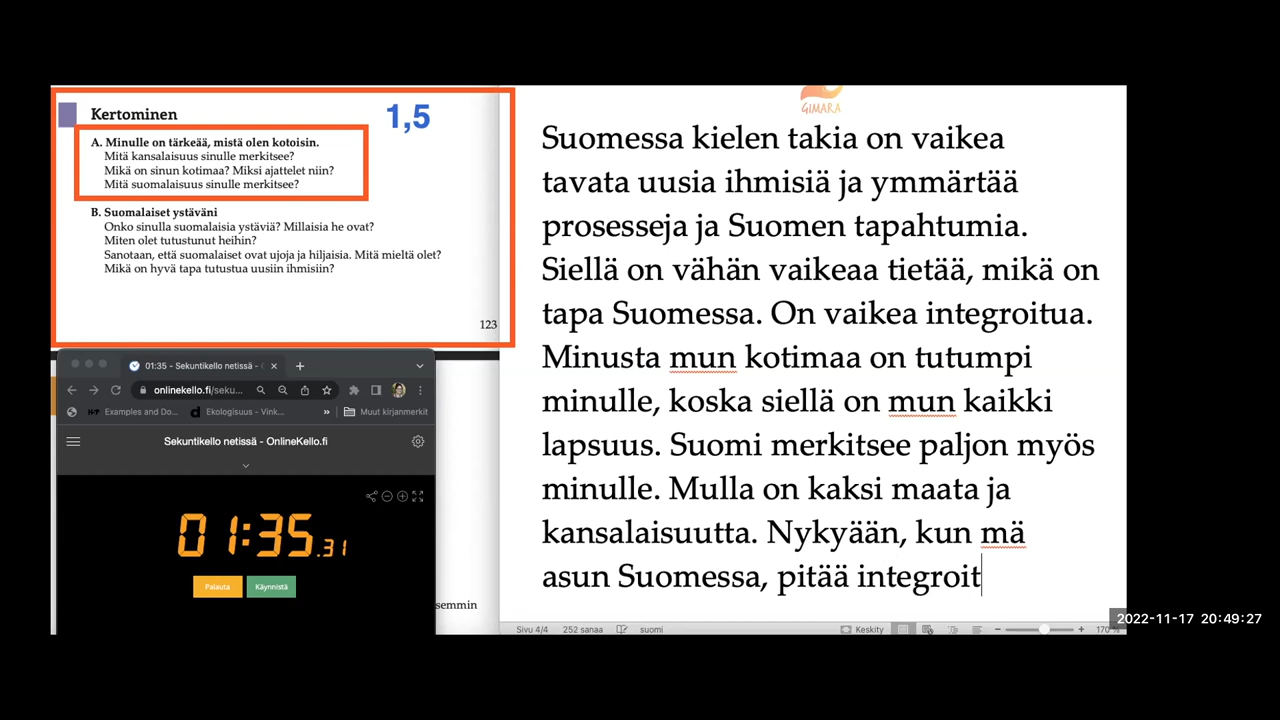 Kertominen
1,5
A. Minulle on tärkeää, mistä olen kotoisin.
Mitä kansalaisuus sinulle merkitsee?
Mikä on sinun kotimaa? Miksi ajattelet niin?
Mitä suomalaisuus sinulle merkitsee?
B. Suomalaiset ystäväni
Onko sinulla suomalaisia ystäviä? Millaisia he ovat?
Miten olet tutustunut heihin?
Sanotaan, että suomalaiset ovat ujoja ja hiljaisia. Mitä mieltä olet?
Mikä on hyvä tapa tutustua uusiin ihmisiin?
123
01:35 - Sekuntikello netissä -
onlinekello.fi/seku...
Examples and Do...
Ekologisuus - Vink...
»
Muut kirjanmerkit
Sekuntikello netissä - OnlineKello.fi
01:35.31
Palauta
Käynnistä
semmin
GIMARA
Suomessa kielen takia on vaikea
tavata uusia ihmisiä ja ymmärtää
prosesseja ja Suomen tapahtumia.
Siellä on vähän vaikeaa tietää, mikä on
tapa Suomessa. On vaikea integroitua.
Minusta mun kotimaa on tutumpi
minulle, koska siellä on mun kaikki
lapsuus. Suomi merkitsee paljon myös
minulle. Mulla on kaksi maata ja
kansalaisuutta. Nykyään, kun mä
asun Suomessa, pitää integroit
Sivu 4/4
252 sanaa
suomi
Keskity
170 %
2022-11-17 20:49:27